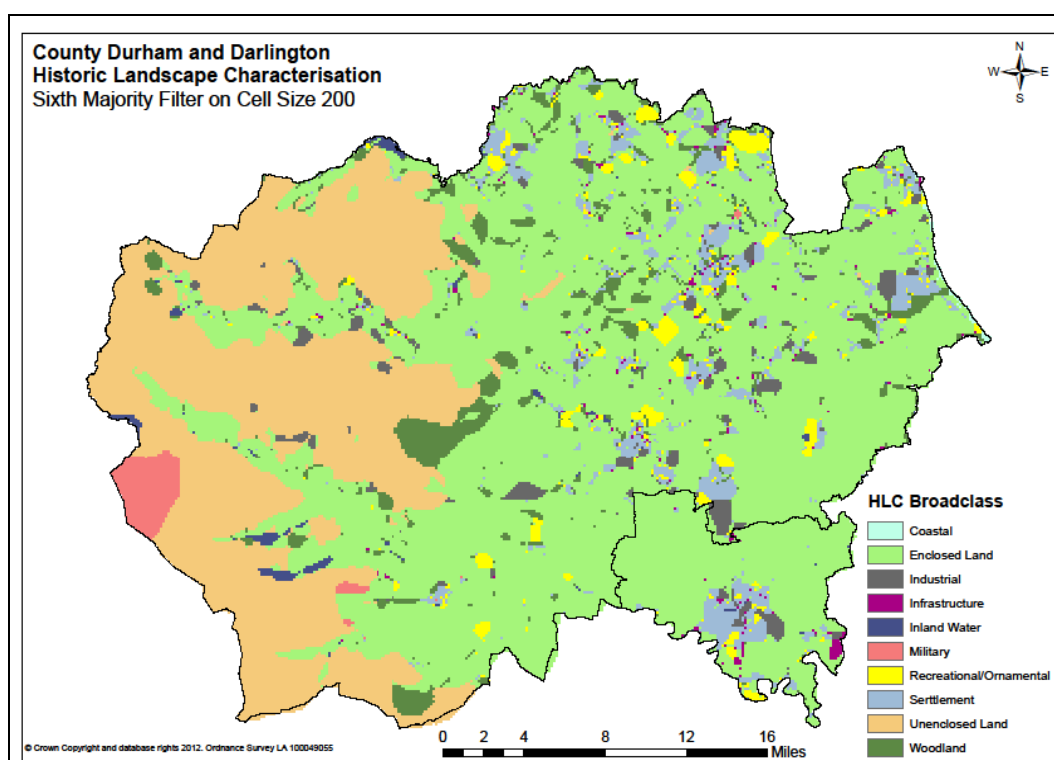 County Durham and Darlington
Historic Landscape Characterisation
Sixth Majority Filter on Cell Size 200
N
W E
S
HLC Broadclass
Coastal
Enclosed Land
Industrial
Infrastructure
Inland Water
Military
Recreational/Ornamental
Serttlement
Unenclosed Land
Woodland
© Crown Copyright and database rights 2012. Ordnance Survey LA 100049055
0 2 4 8 12 16
Miles